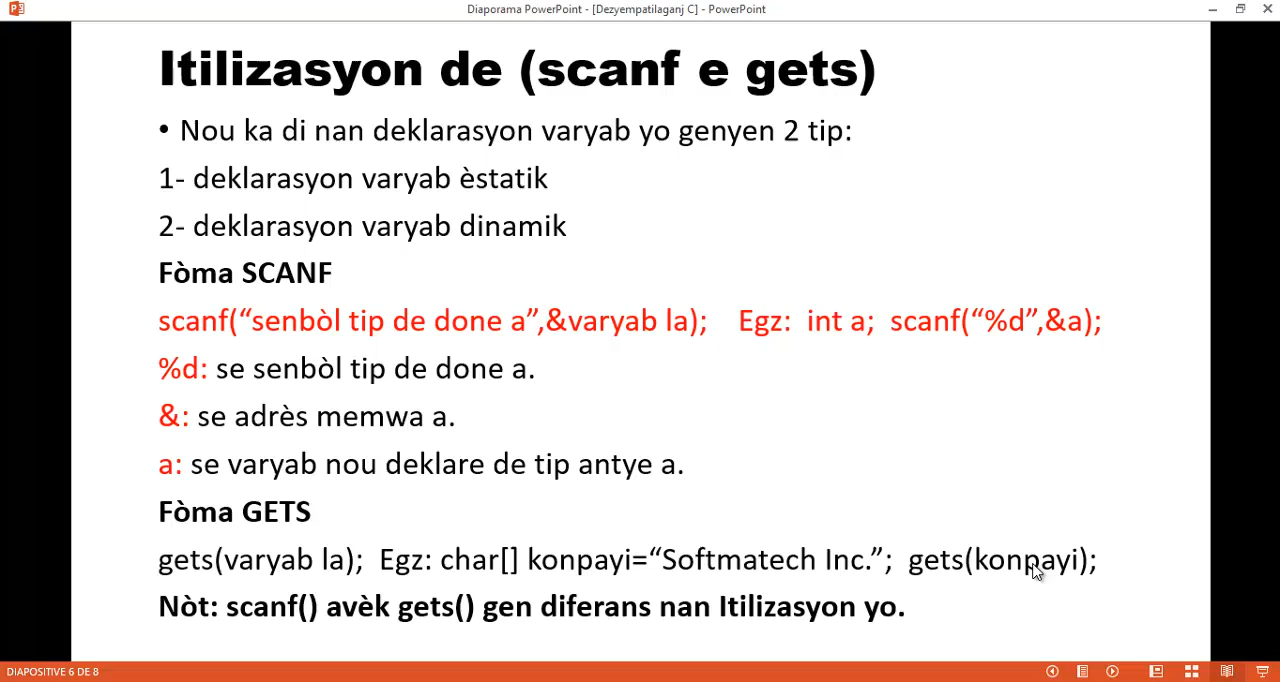 Diaporama PowerPoint - [Dezyempatilaganj C] - PowerPoint
Itilizasyon de (scanf e gets)
• Nou ka di nan deklarasyon varyab yo genyen 2 tip:
1- deklarasyon varyab èstatik
2- deklarasyon varyab dinamik
Fòma SCANF
scanf(“senbòl tip de done a”,&varyab la); Egz: int a; scanf(“%d”,&a);
%d: se senbòl tip de done a.
&: se adrès memwa a.
a: se varyab nou deklare de tip antye a.
Fòma GETS
gets(varyab la); Egz: char[] konpayi=“Softmatech Inc.”; gets(konpayi);
Nòt: scanf() avèk gets() gen diferans nan Itilizasyon yo.
DIAPOSITIVE 6 DE 8